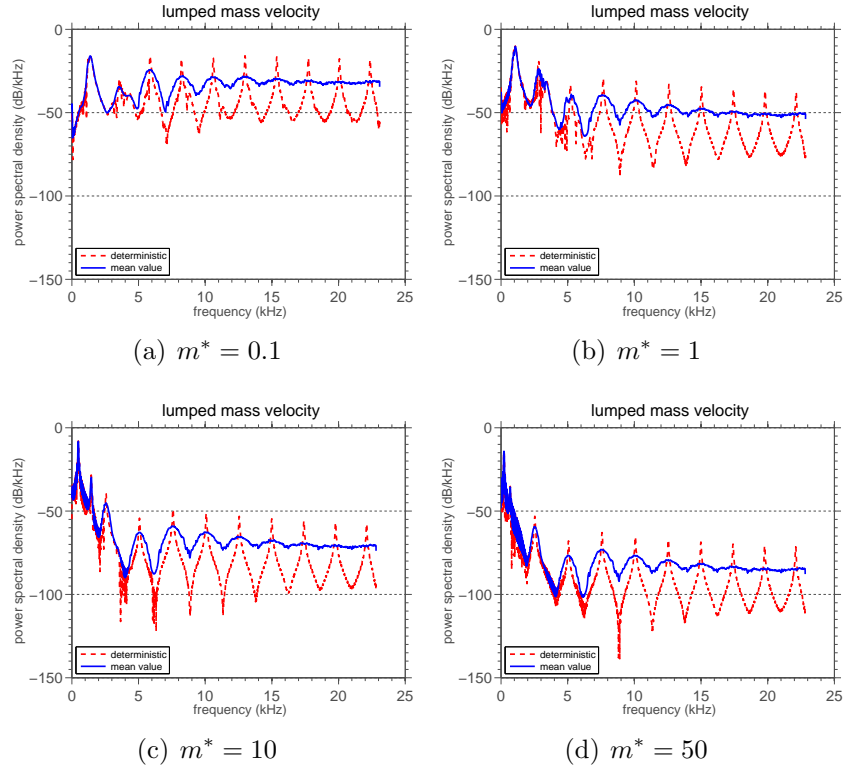 lumped mass velocity
power spectral density (dB/kHz)
0
−50
−100
−150
deterministic
mean value
0 5 10 15 20 25
frequency (kHz)
(a) m* = 0.1
lumped mass velocity
power spectral density (dB/kHz)
0
−50
−100
−150
deterministic
mean value
0 5 10 15 20 25
frequency (kHz)
(b) m* = 1
lumped mass velocity
power spectral density (dB/kHz)
0
−50
−100
−150
deterministic
mean value
0 5 10 15 20 25
frequency (kHz)
(c) m* = 10
lumped mass velocity
power spectral density (dB/kHz)
0
−50
−100
−150
deterministic
mean value
0 5 10 15 20 25
frequency (kHz)
(d) m* = 50